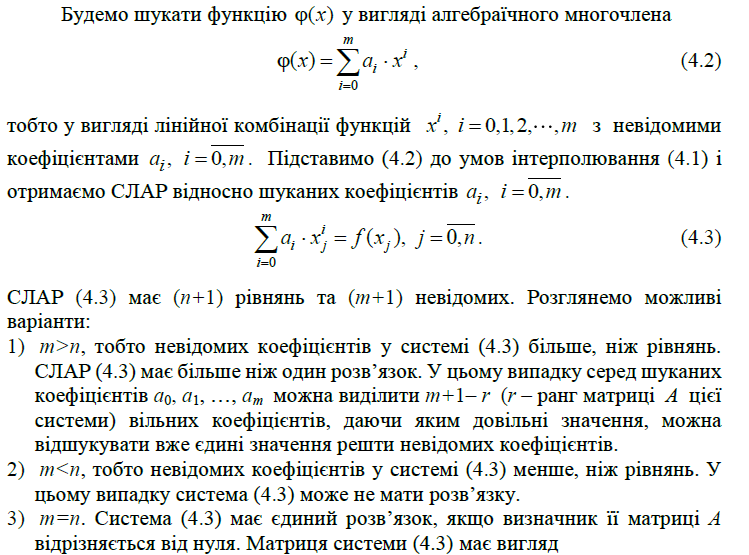 Будемо шукати функцію φ(x) у вигляді алгебраїчного многочлена
φ(x) = \sum_{i=0}^{m} a_i · x^i , (4.2)
тобто у вигляді лінійної комбінації функцій x^i, i = 0,1,2,⋯,m з невідомими
коефіцієнтами a_i, i = \overline{0,m}. Підставимо (4.2) до умов інтерполювання (4.1) і
отримаємо СЛАР відносно шуканих коефіцієнтів a_i, i = \overline{0,m}.
\sum_{i=0}^{m} a_i · x_j^i = f(x_j), j = \overline{0,n}. (4.3)
СЛАР (4.3) має (n+1) рівнянь та (m+1) невідомих. Розглянемо можливі
варіанти:
1) m>n, тобто невідомих коефіцієнтів у системі (4.3) більше, ніж рівнянь.
СЛАР (4.3) має більше ніж один розв’язок. У цьому випадку серед шуканих
коефіцієнтів a_0, a_1, …, a_m можна виділити m+1– r (r – ранг матриці A цієї
системи) вільних коефіцієнтів, даючи яким довільні значення, можна
відшукувати вже єдині значення решти невідомих коефіцієнтів.
2) m<n, тобто невідомих коефіцієнтів у системі (4.3) менше, ніж рівнянь. У
цьому випадку система (4.3) може не мати розв’язку.
3) m=n. Система (4.3) має єдиний розв’язок, якщо визначник її матриці A
відрізняється від нуля. Матриця системи (4.3) має вигляд